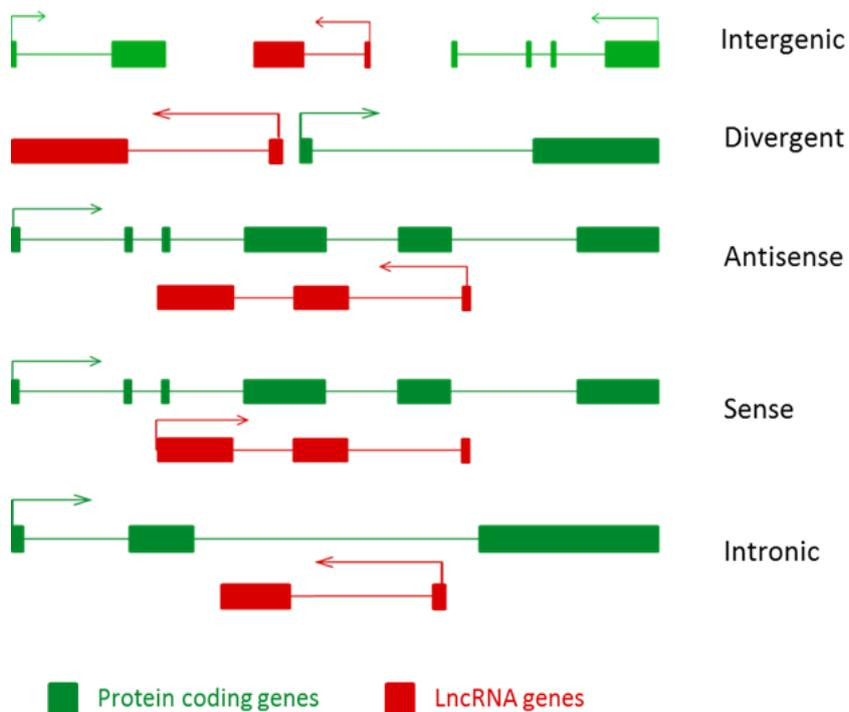 Intergenic
Divergent
Antisense
Sense
Intronic
Protein coding genes
LncRNA genes